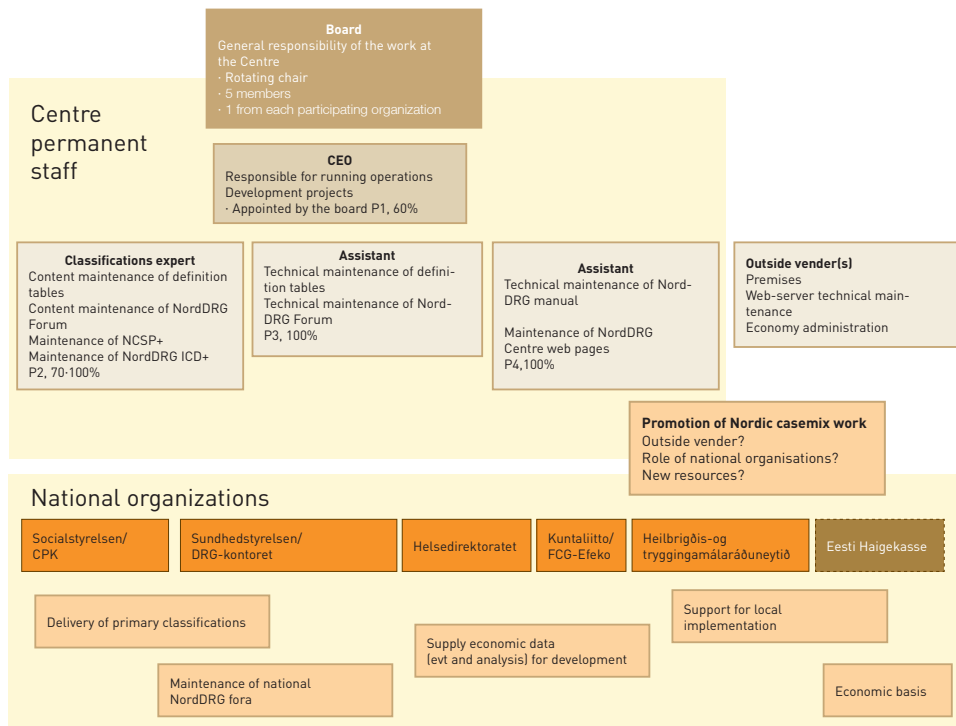 Board
General responsibility of the work at
the Centre
· Rotating chair
· 5 members
· 1 from each participating organization
Centre
permanent
staff
CEO
Responsible for running operations
Development projects
· Appointed by the board P1, 60%
Classifications expert
Content maintenance of definition
tables
Content maintenance of NordDRG
Forum
Maintenance of NCSP+
Maintenance of NordDRG ICD+
P2, 70-100%
Assistant
Technical maintenance of defini-
tion tables
Technical maintenance of Nord-
DRG Forum
P3, 100%
Assistant
Technical maintenance of Nord-
DRG manual
Maintenance of NordDRG
Centre web pages
P4,100%
Outside vender(s)
Premises
Web-server technical main-
tenance
Economy administration
Promotion of Nordic casemix work
Outside vender?
Role of national organisations?
New resources?
National organizations
Socialstyrelsen/
CPK
Sundhedstyrelsen/
DRG-kontoret
Helsedirektoratet
Kuntaliitto/
FCG-Efeko
Heilbrigðis-og
tryggingamálaráðuneytið
Eesti Haigekasse
Delivery of primary classifications
Maintenance of national
NordDRG fora
Supply economic data
(evt and analysis) for development
Support for local
implementation
Economic basis